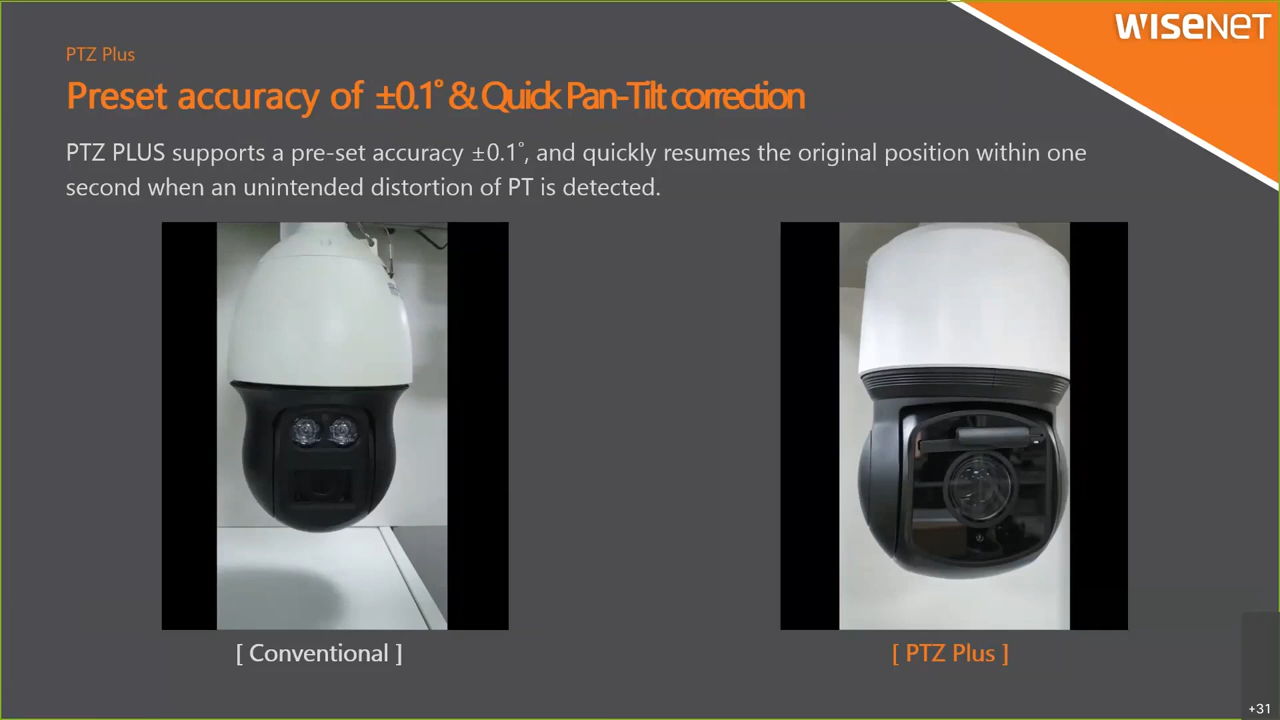 WISENET
PTZ Plus
Preset accuracy of ±0.1˚ & Quick Pan-Tilt correction
PTZ PLUS supports a pre-set accuracy ±0.1˚, and quickly resumes the original position within one
second when an unintended distortion of PT is detected.
[ Conventional ]
[ PTZ Plus ]
+31